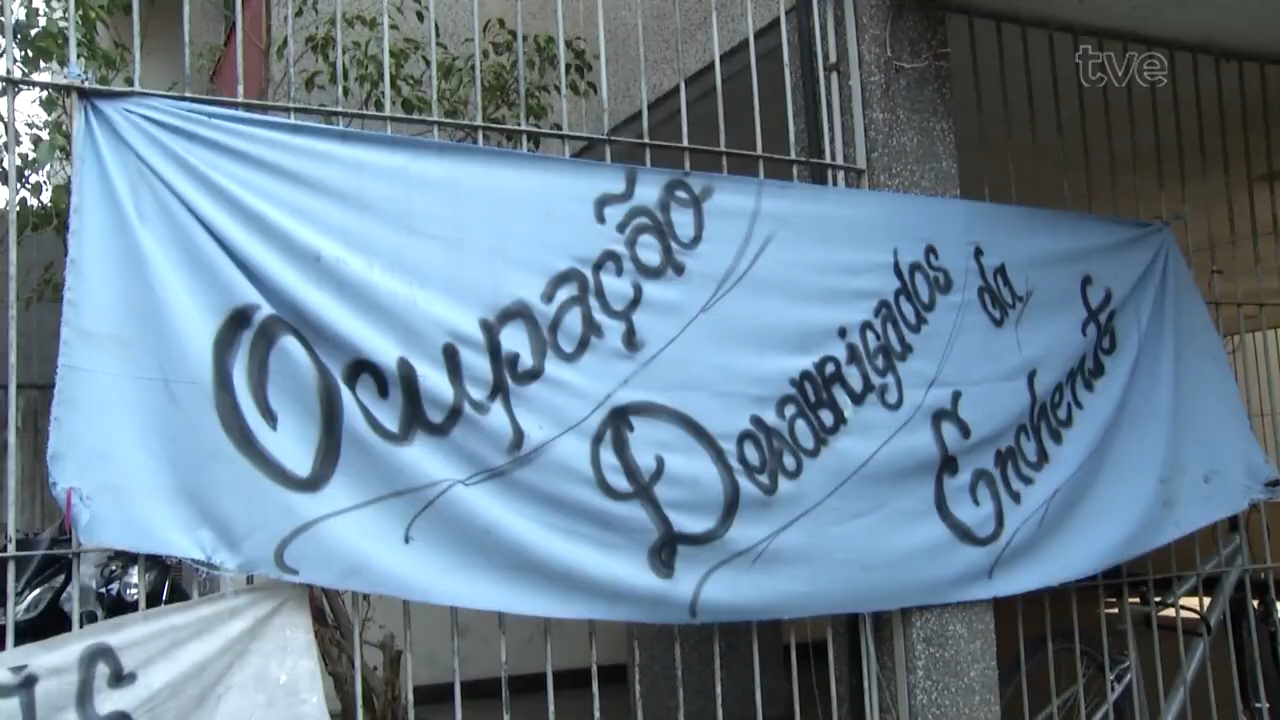 tve
Ocupação
Desabrigados da
Enchente